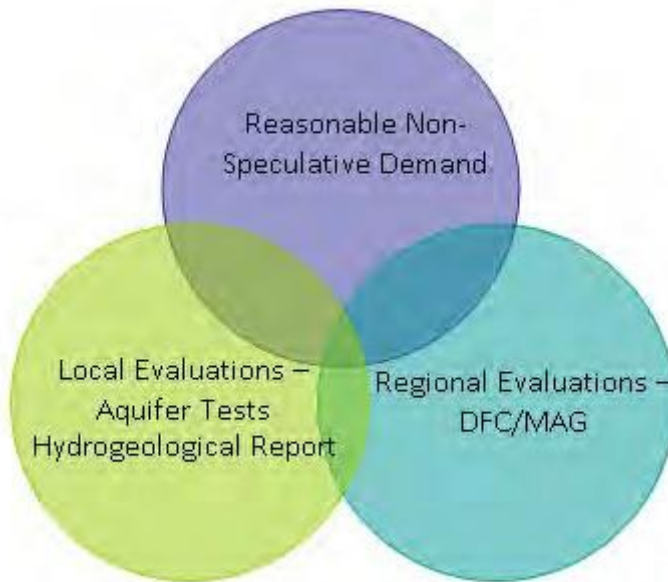 Reasonable Non-
Speculative Demand
Local Evaluations –
Aquifer Tests
Hydrogeological Report
Regional Evaluations –
DFC/MAG